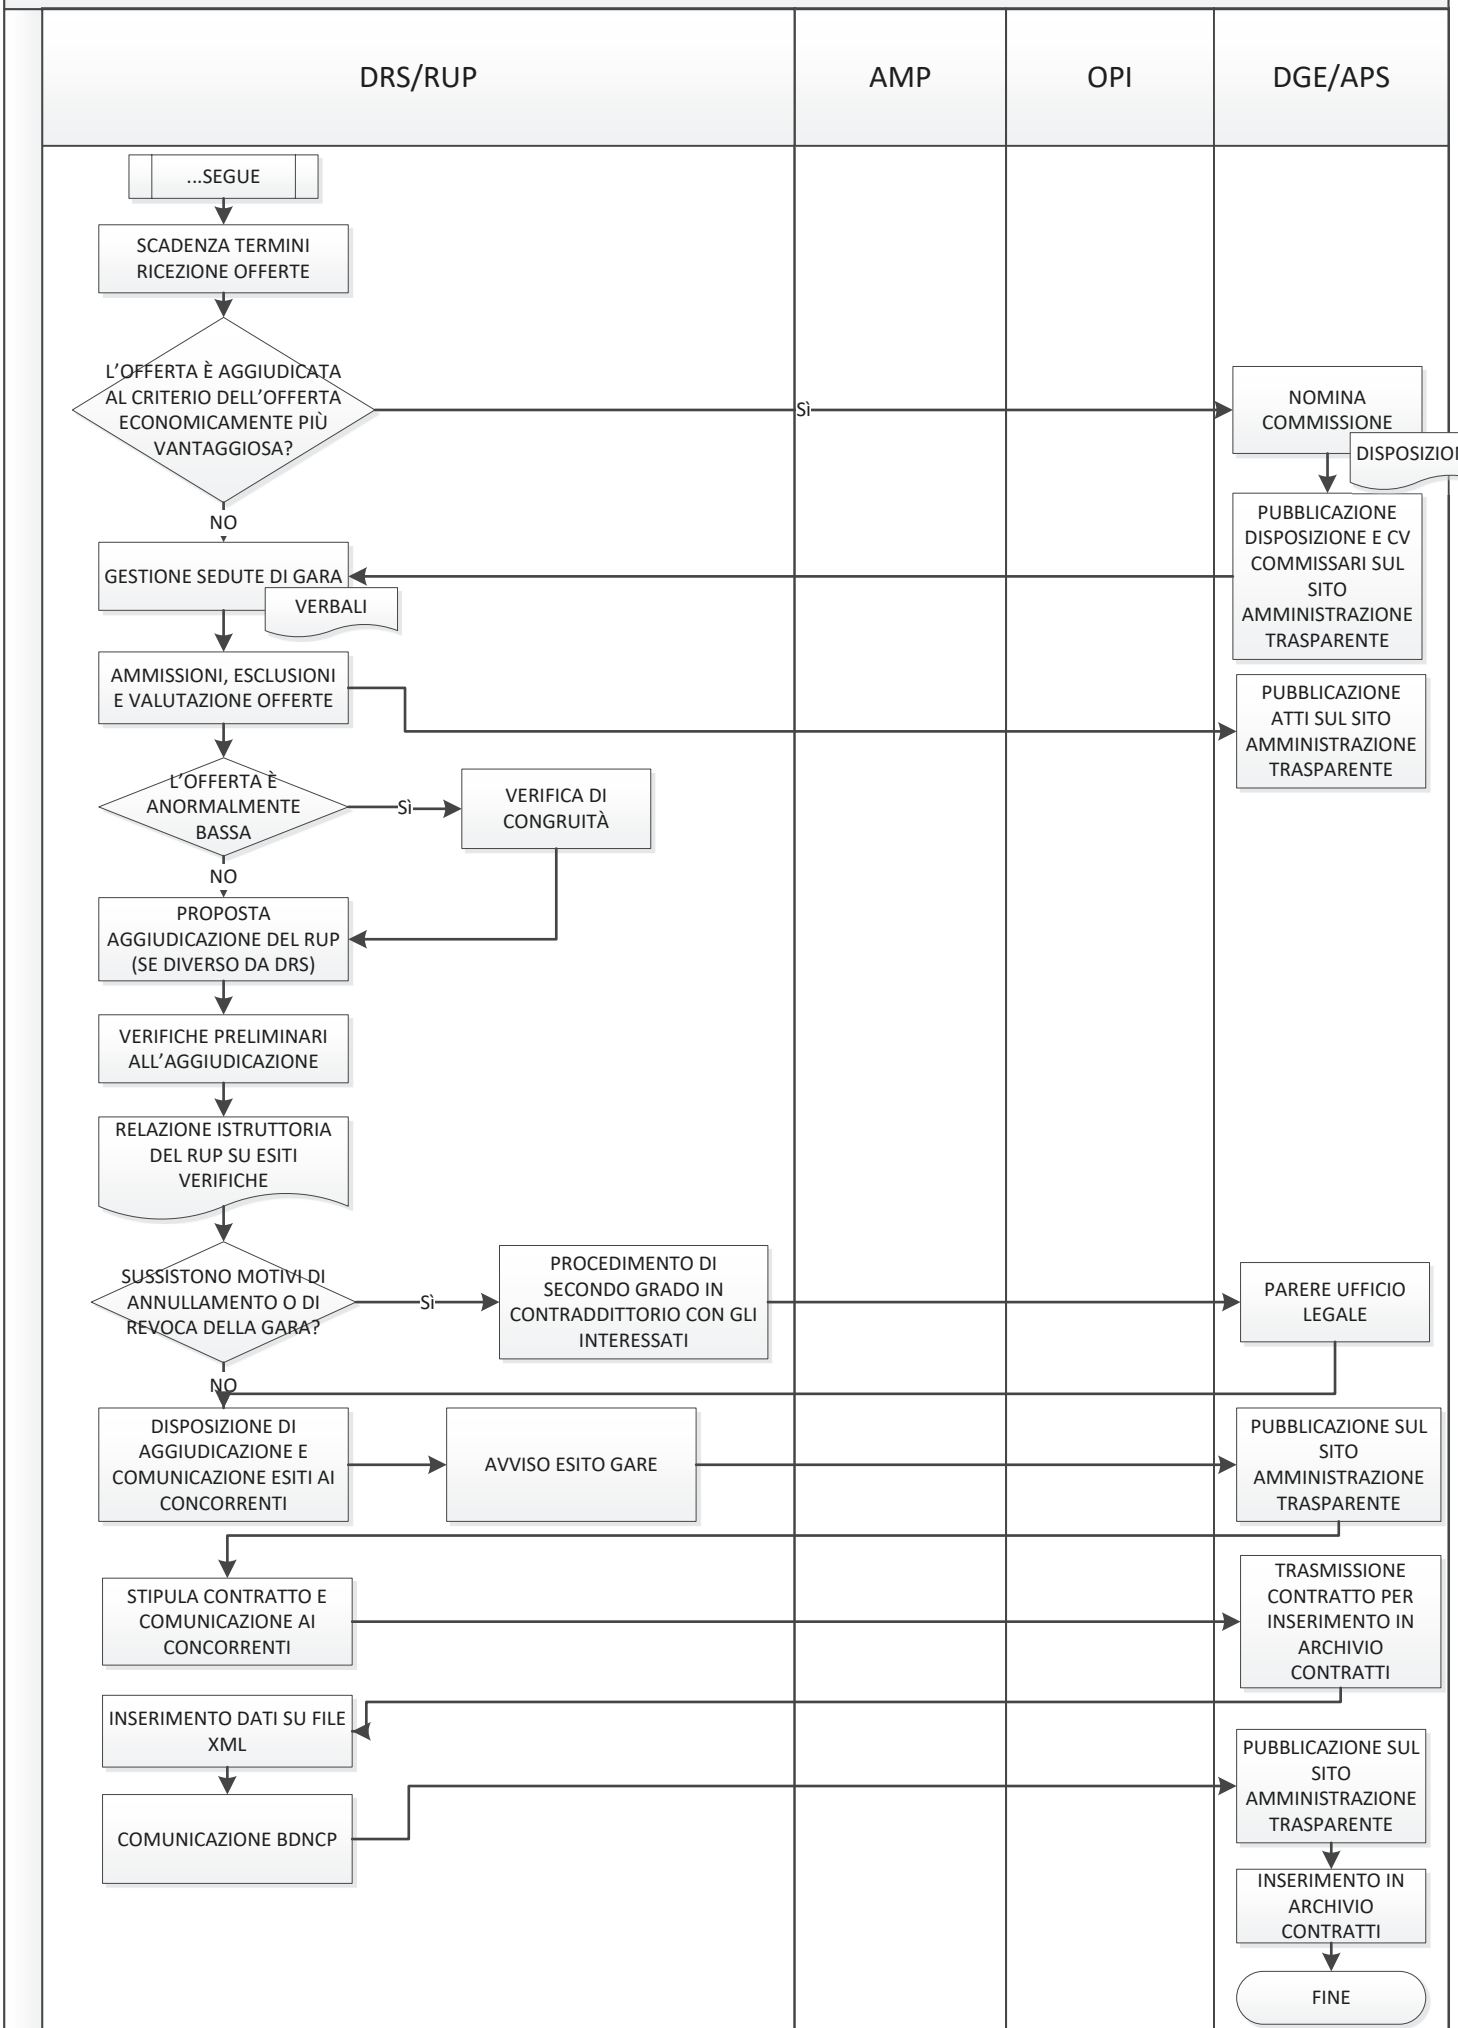 DRS/RUP
AMP
OPI
DGE/APS
...SEGUE
SCADENZA TERMINI
RICEZIONE OFFERTE
L’OFFERTA È AGGIUDICATA
AL CRITERIO DELL’OFFERTA
ECONOMICAMENTE PIÙ
VANTAGGIOSA?
Sì
NOMINA
COMMISSIONE
DISPOSIZION
NO
PUBBLICAZIONE
DISPOSIZIONE E CV
COMMISSARI SUL
SITO
AMMINISTRAZIONE
TRASPARENTE
GESTIONE SEDUTE DI GARA
VERBALI
AMMISSIONI, ESCLUSIONI
E VALUTAZIONE OFFERTE
PUBBLICAZIONE
ATTI SUL SITO
AMMINISTRAZIONE
TRASPARENTE
L’OFFERTA È
ANORMALMENTE
BASSA
Sì
VERIFICA DI
CONGRUITÀ
NO
PROPOSTA
AGGIUDICAZIONE DEL RUP
(SE DIVERSO DA DRS)
VERIFICHE PRELIMINARI
ALL’AGGIUDICAZIONE
RELAZIONE ISTRUTTORIA
DEL RUP SU ESITI
VERIFICHE
SUSSISTONO MOTIVI DI
ANNULLAMENTO O DI
REVOCA DELLA GARA?
Sì
PROCEDIMENTO DI
SECONDO GRADO IN
CONTRADDITTORIO CON GLI
INTERESSATI
PARERE UFFICIO
LEGALE
NO
DISPOSIZIONE DI
AGGIUDICAZIONE E
COMUNICAZIONE ESITI AI
CONCORRENTI
AVVISO ESITO GARE
PUBBLICAZIONE SUL
SITO
AMMINISTRAZIONE
TRASPARENTE
STIPULA CONTRATTO E
COMUNICAZIONE AI
CONCORRENTI
TRASMISSIONE
CONTRATTO PER
INSERIMENTO IN
ARCHIVIO
CONTRATTI
INSERIMENTO DATI SU FILE
XML
PUBBLICAZIONE SUL
SITO
AMMINISTRAZIONE
TRASPARENTE
COMUNICAZIONE BDNCP
INSERIMENTO IN
ARCHIVIO
CONTRATTI
FINE